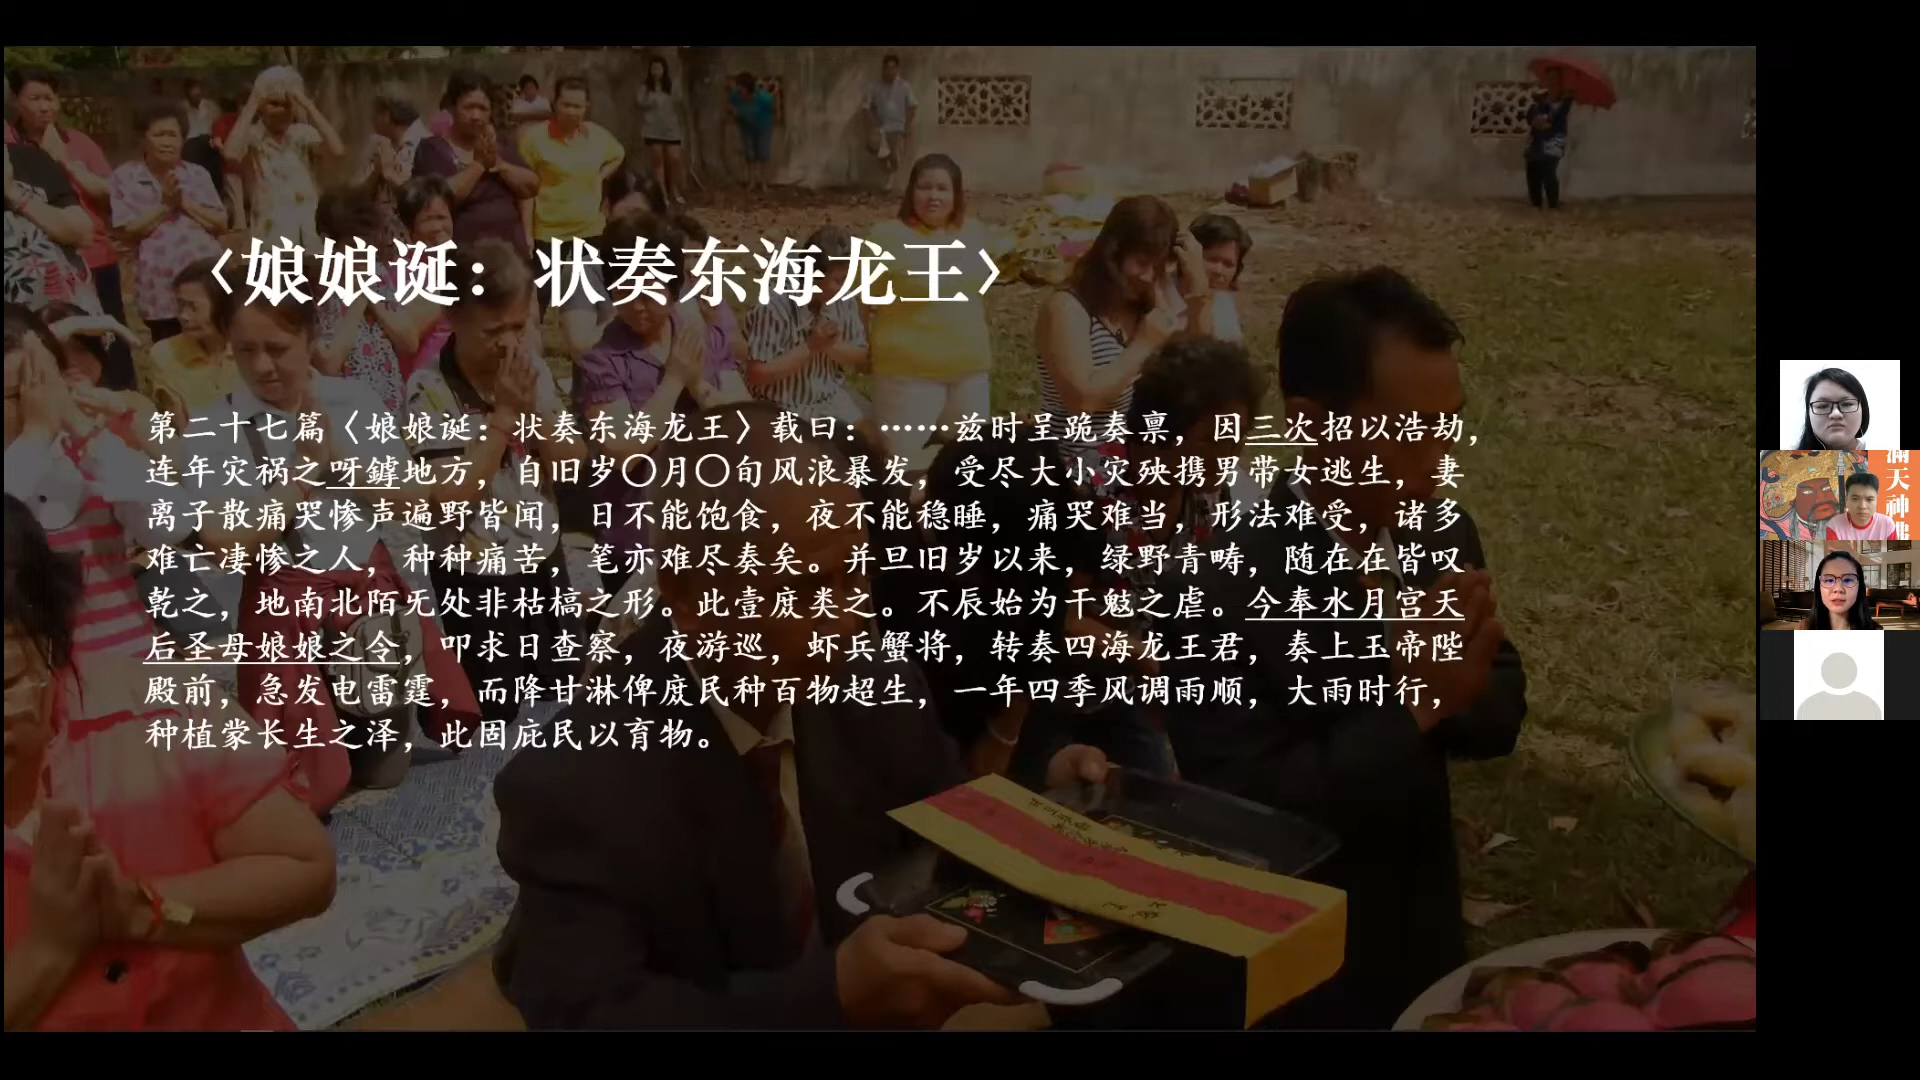 〈娘娘诞：状奏东海龙王〉
第二十七篇〈娘娘诞：状奏东海龙王〉载曰：……兹时呈跪奏禀，因三次招以浩劫，
连年灾祸之呀鎼地方，自旧岁〇月〇旬风浪暴发，受尽大小灾殃携男带女逃生，妻
离子散痛哭惨声遍野皆闻，日不能饱食，夜不能稳睡，痛哭难当，形法难受，诸多
难亡凄惨之人，种种痛苦，笔亦难尽奏矣。并旦旧岁以来，绿野青畴，随在在皆叹
乾之，地南北陌旡处非枯槁之形。此壹庶类之。不辰始为干魃之虐。今奉水月宫天
后圣母娘娘之令，叩求日查察，夜游巡，虾兵蟹将，转奏四海龙王君，奏上玉帝陛
殿前，急发电雷霆，而降甘淋俾庶民种百物超生，一年四季风调雨顺，大雨时行，
种植蒙长生之泽，此固庇民以育物。
满天神佛